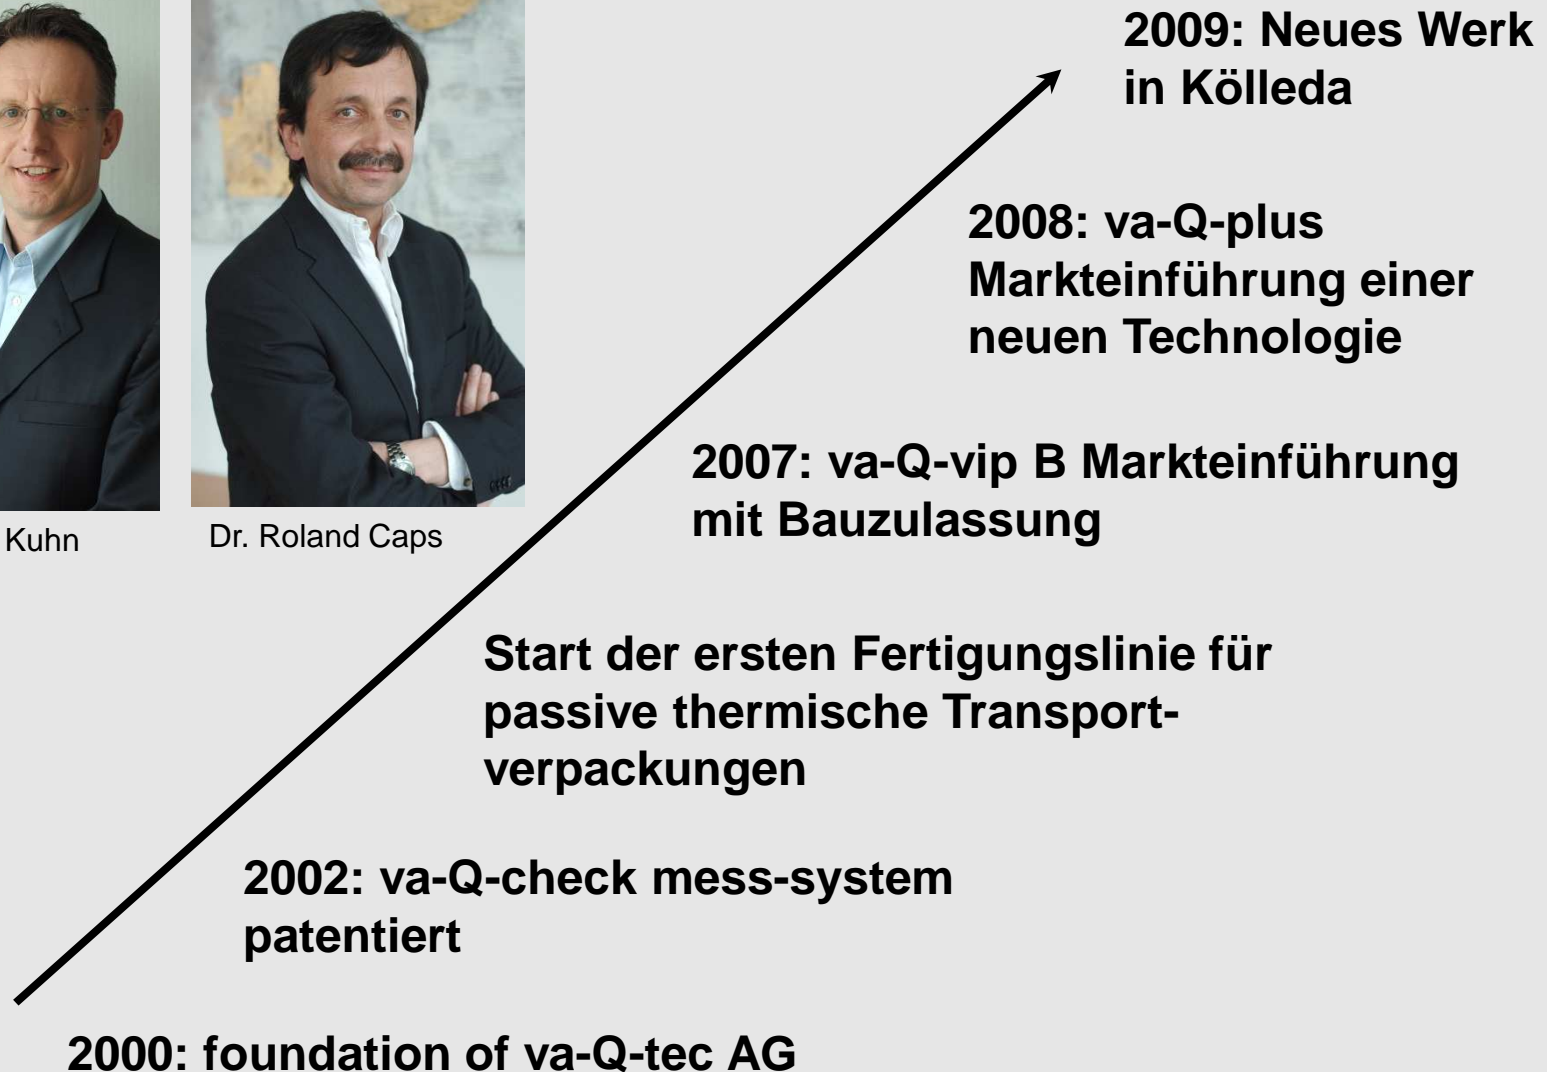 2009: Neues Werk
in Kölleda
2008: va-Q-plus
Markteinführung einer
neuen Technologie
2007: va-Q-vip B Markteinführung
mit Bauzulassung
Kuhn
Dr. Roland Caps
Start der ersten Fertigungslinie für
passive thermische Transport-
verpackungen
2002: va-Q-check mess-system
patentiert
2000: foundation of va-Q-tec AG